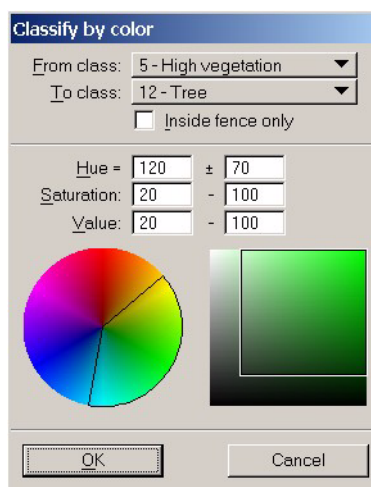 Classify by color
From class: 5 - High vegetation
To class: 12 - Tree
Inside fence only
Hue = 120 ± 70
Saturation: 20 - 100
Value: 20 - 100
OK Cancel